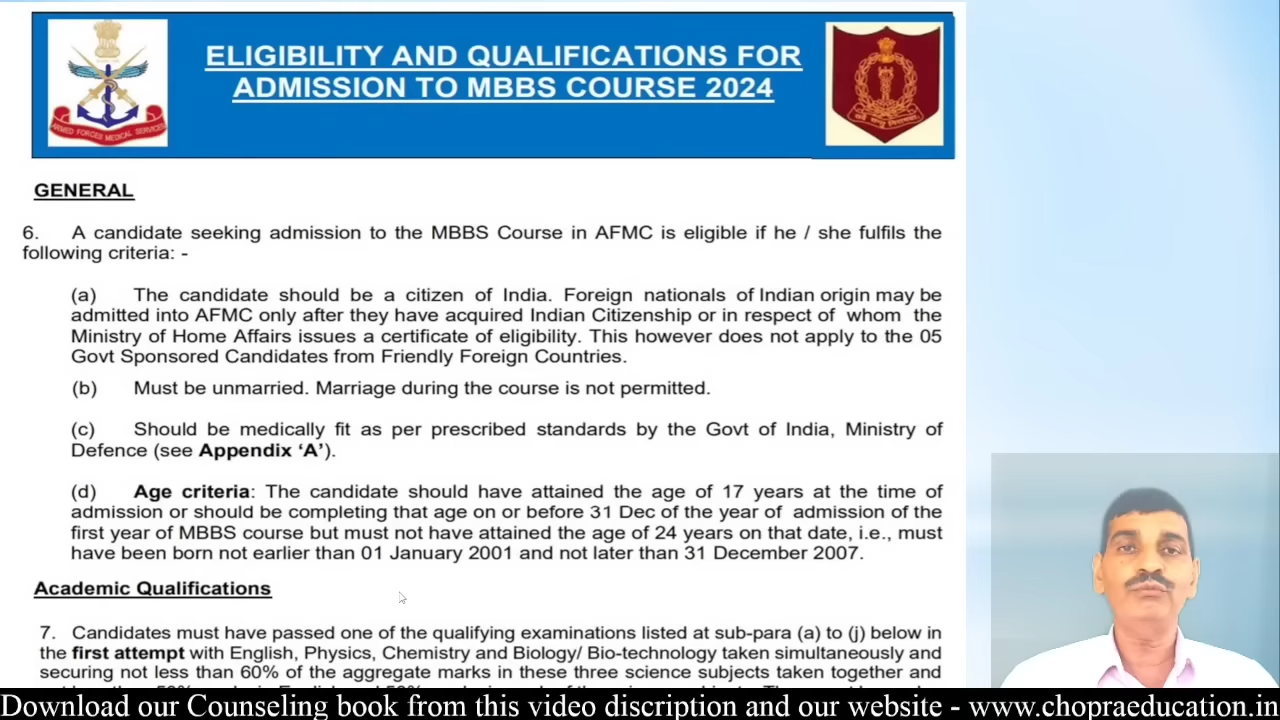 ELIGIBILITY AND QUALIFICATIONS FOR
ADMISSION TO MBBS COURSE 2024
ARMED FORCES MEDICAL SERVICES
GENERAL
6. A candidate seeking admission to the MBBS Course in AFMC is eligible if he / she fulfils the
following criteria: -
(a) The candidate should be a citizen of India. Foreign nationals of Indian origin may be
admitted into AFMC only after they have acquired Indian Citizenship or in respect of whom the
Ministry of Home Affairs issues a certificate of eligibility. This however does not apply to the 05
Govt Sponsored Candidates from Friendly Foreign Countries.
(b) Must be unmarried. Marriage during the course is not permitted.
(c) Should be medically fit as per prescribed standards by the Govt of India, Ministry of
Defence (see Appendix ‘A’).
(d) Age criteria: The candidate should have attained the age of 17 years at the time of
admission or should be completing that age on or before 31 Dec of the year of admission of the
first year of MBBS course but must not have attained the age of 24 years on that date, i.e., must
have been born not earlier than 01 January 2001 and not later than 31 December 2007.
Academic Qualifications
7. Candidates must have passed one of the qualifying examinations listed at sub-para (a) to (j) below in
the first attempt with English, Physics, Chemistry and Biology/ Bio-technology taken simultaneously and
securing not less than 60% of the aggregate marks in these three science subjects taken together and
Download our Counseling book from this video discription and our website - www.chopraeducation.in